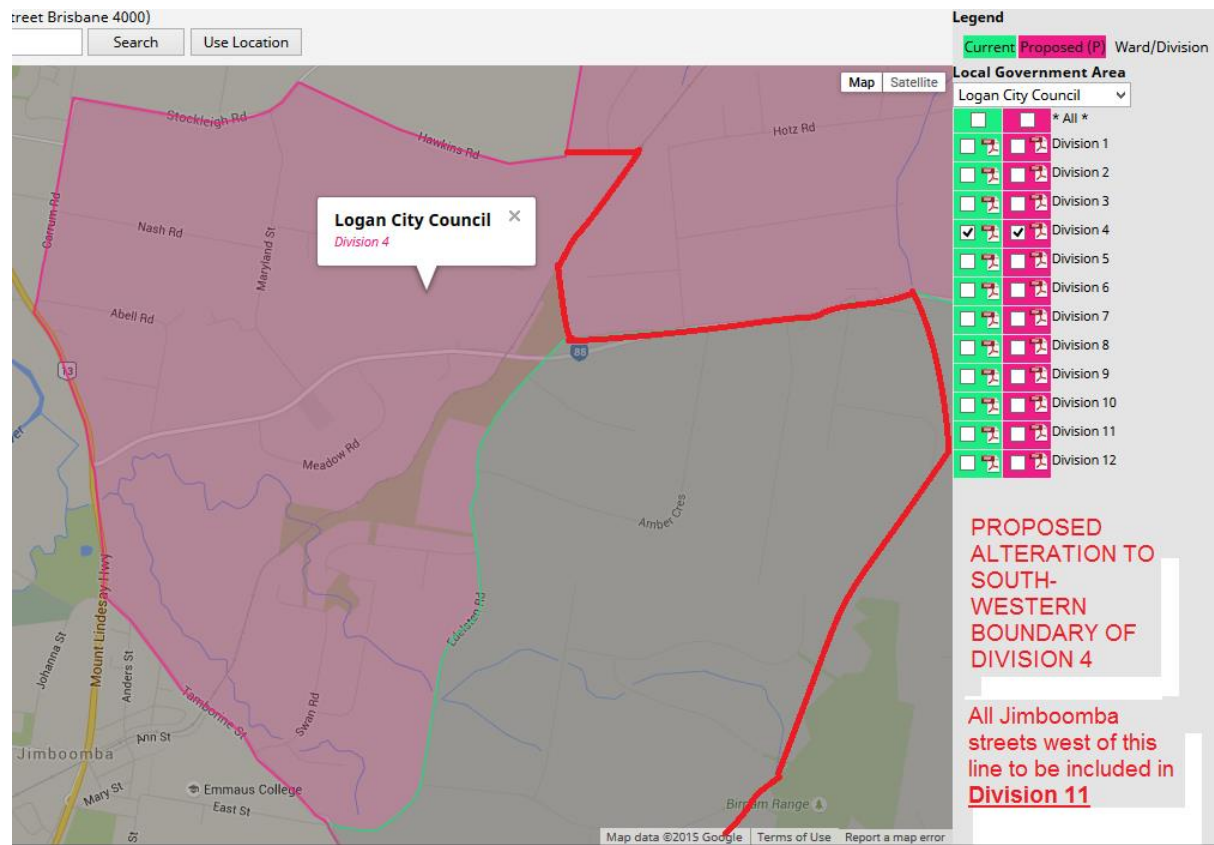 treet Brisbane 4000)
Search
Use Location
Map
Satellite
Stockleigh Rd
Hawkins Rd
Hotz Rd
Carrum Rd
Nash Rd
Maryland St
Logan City Council
Division 4
Abell Rd
13
88
Meadow Rd
Amber Cres
Edelsten Rd
Mount Lindesay Hwy
Johanna St
Anders St
Tamborine St
Swan Rd
Ann St
Jimboomba
Mary St
Emmaus College
East St
St
Birnam Range
Map data ©2015 Google
Terms of Use
Report a map error
Legend
Current Proposed (P) Ward/Division
Local Government Area
Logan City Council
* All *
Division 1
Division 2
Division 3
Division 4
Division 5
Division 6
Division 7
Division 8
Division 9
Division 10
Division 11
Division 12
PROPOSED
ALTERATION TO
SOUTH-
WESTERN
BOUNDARY OF
DIVISION 4
All Jimboomba
streets west of this
line to be included in
Division 11